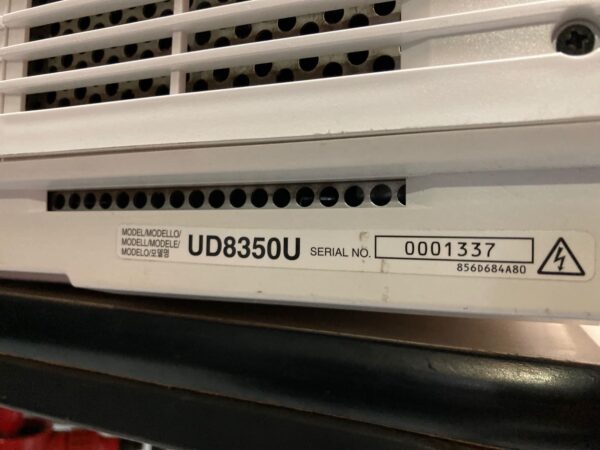 MODEL/MODELLO/
MODELL/MODELE/
MODELO/모델명
UD8350U SERIAL NO. 0001337
856D684A80